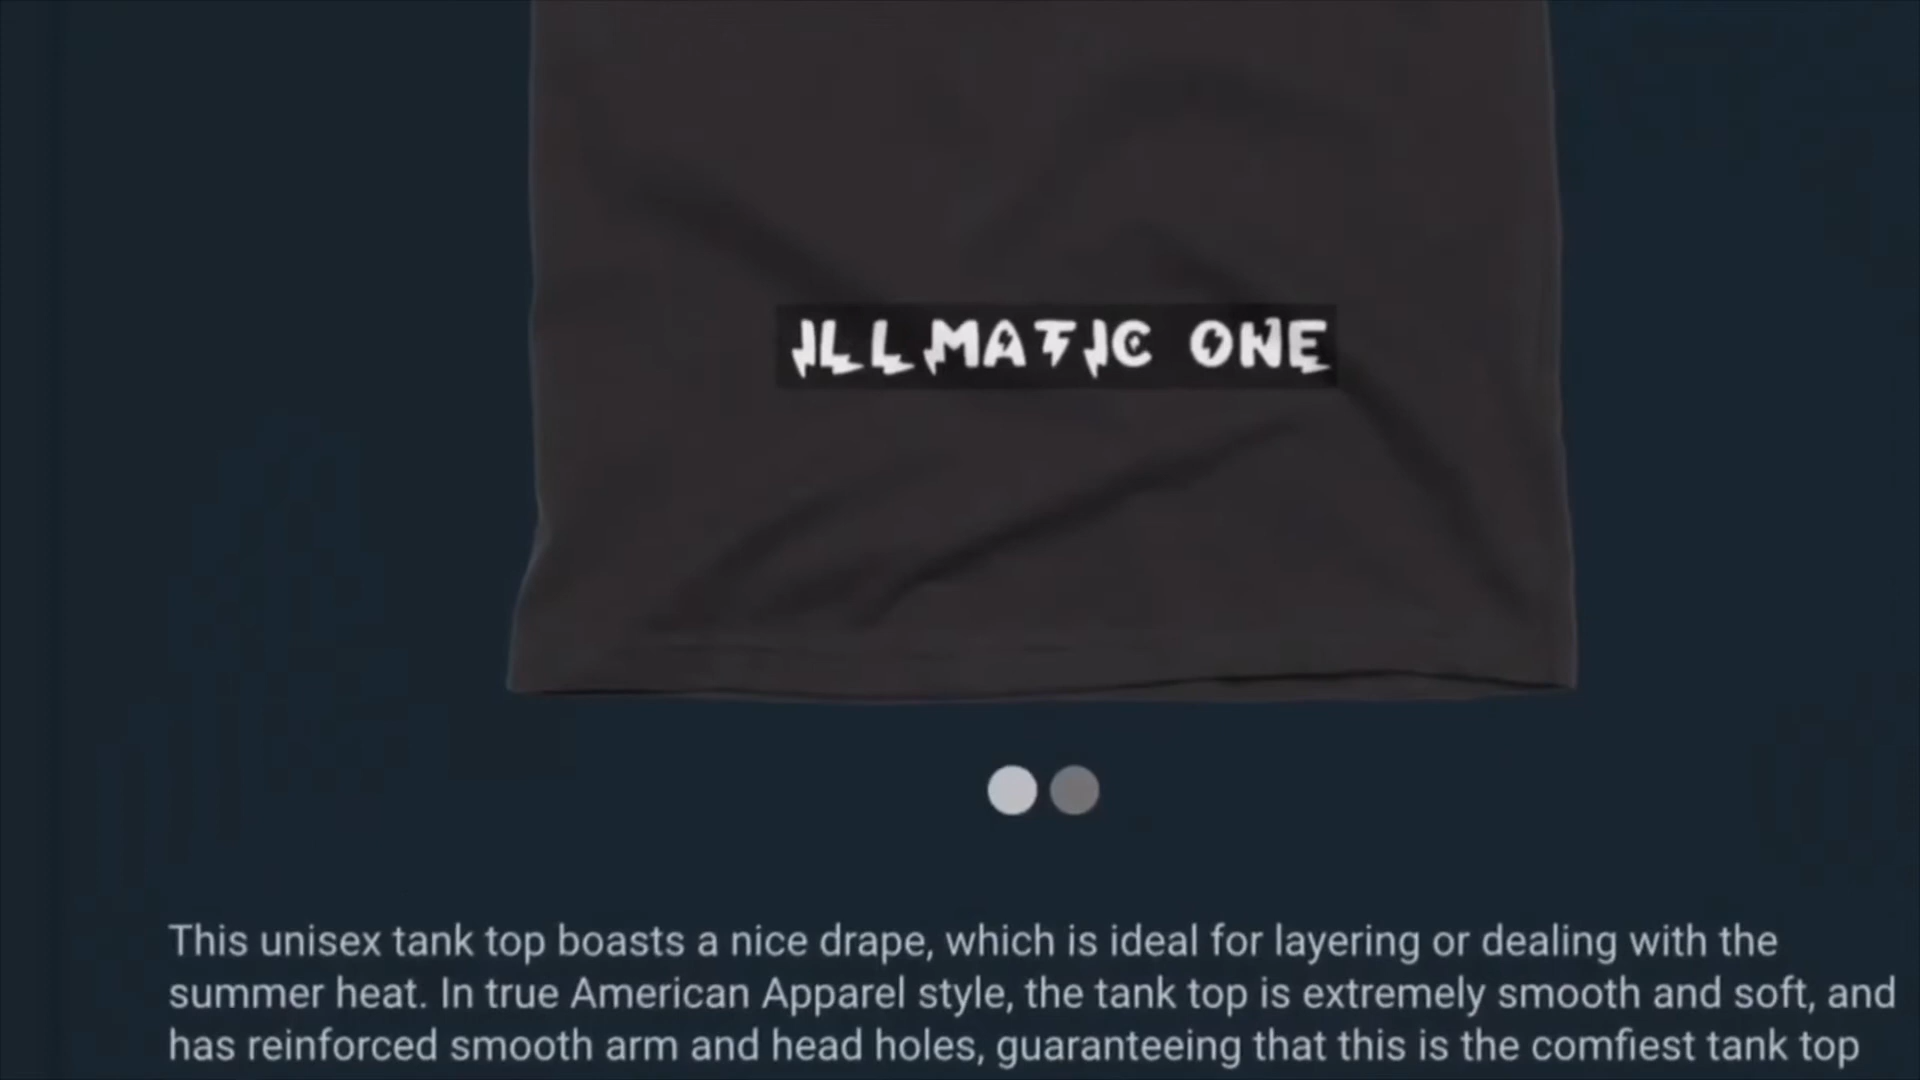 ILLMATIC ONE
This unisex tank top boasts a nice drape, which is ideal for layering or dealing with the
summer heat. In true American Apparel style, the tank top is extremely smooth and soft, and
has reinforced smooth arm and head holes, guaranteeing that this is the comfiest tank top